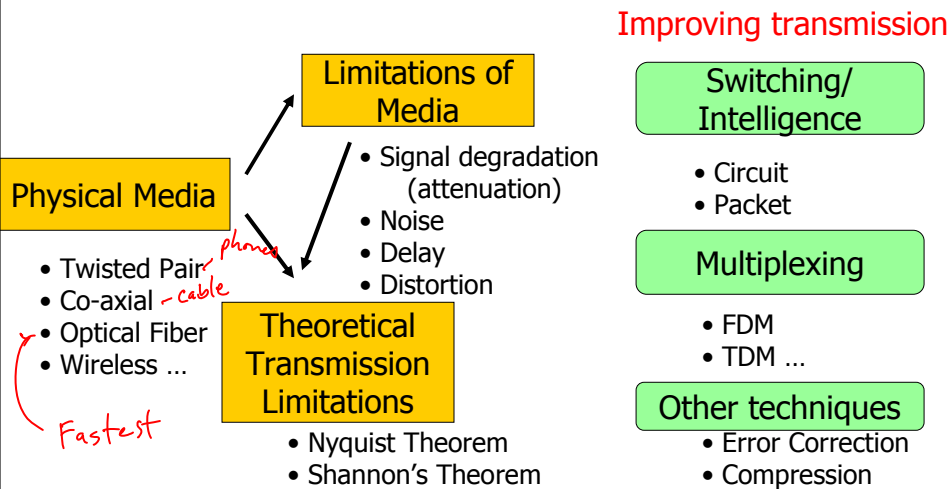 Improving transmission
Limitations of
Media
• Signal degradation
(attenuation)
• Noise
• Delay
• Distortion
Physical Media
• Twisted Pair - phones
• Co-axial - cable
• Optical Fiber
• Wireless ...
Fastest
Theoretical
Transmission
Limitations
• Nyquist Theorem
• Shannon's Theorem
Switching/
Intelligence
• Circuit
• Packet
Multiplexing
• FDM
• TDM ...
Other techniques
• Error Correction
• Compression